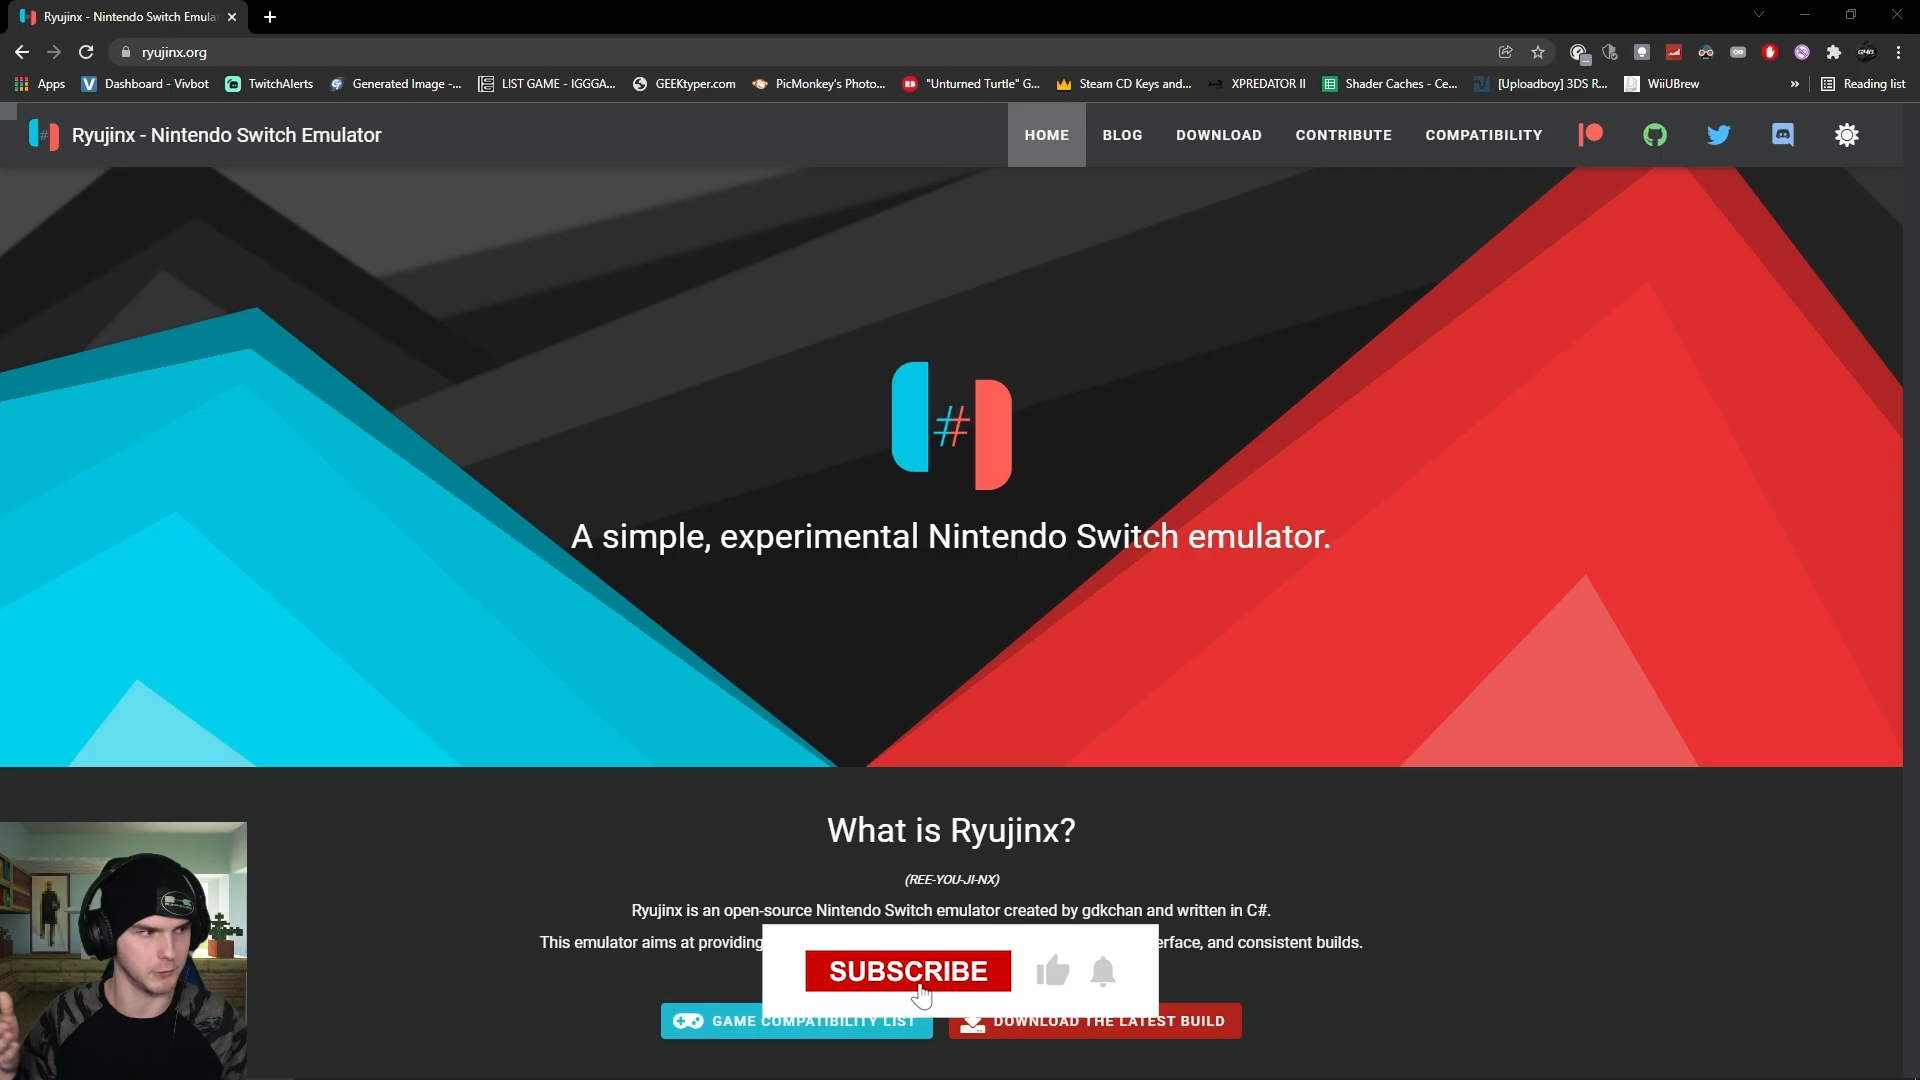 Ryujinx - Nintendo Switch Emula
ryujinx.org
Apps
Dashboard - Vivbot
TwitchAlerts
Generated Image -...
LIST GAME - IGGGA...
GEEKtyper.com
PicMonkey's Photo...
"Unturned Turtle" G...
Steam CD Keys and...
XPREDATOR II
Shader Caches - Ce...
[Uploadboy] 3DS R...
WiiUBrew
»
Reading list
Ryujinx - Nintendo Switch Emulator
HOME
BLOG
DOWNLOAD
CONTRIBUTE
COMPATIBILITY
#
A simple, experimental Nintendo Switch emulator.
What is Ryujinx?
(REE-YOU-JI-NX)
Ryujinx is an open-source Nintendo Switch emulator created by gdkchan and written in C#.
This emulator aims at providing erface, and consistent builds.
SUBSCRIBE
GAME COMPATIBILITY LIST
DOWNLOAD THE LATEST BUILD